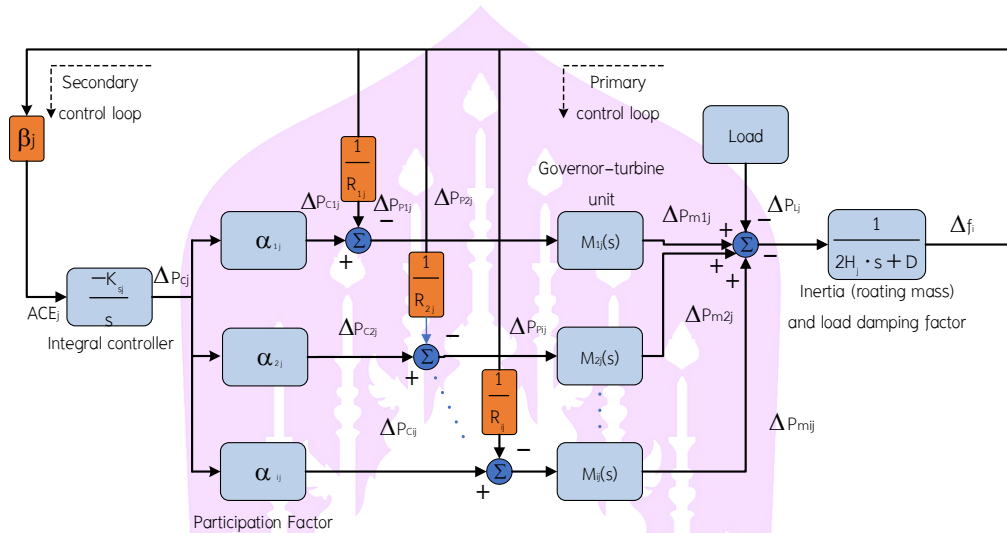 Secondary
control loop
Primary
control loop
βj
1
R1j
Load
Governor-turbine
unit
ΔPC1j
ΔPP1j
ΔPP2j
ΔPLj
α1j
Σ
M1j(s)
ΔPm1j
Σ
1
2Hj · s + D
Δfi
−
+
+
−
+
+
−
ΔPcj
−Ksj
s
ACEj
Integral controller
1
R2j
Inertia (roating mass)
and load damping factor
ΔPC2j
ΔPPij
ΔPm2j
α2j
Σ
M2j(s)
−
+
1
Rij
ΔPCij
ΔPmij
αij
Σ
Mij(s)
−
+
Participation Factor